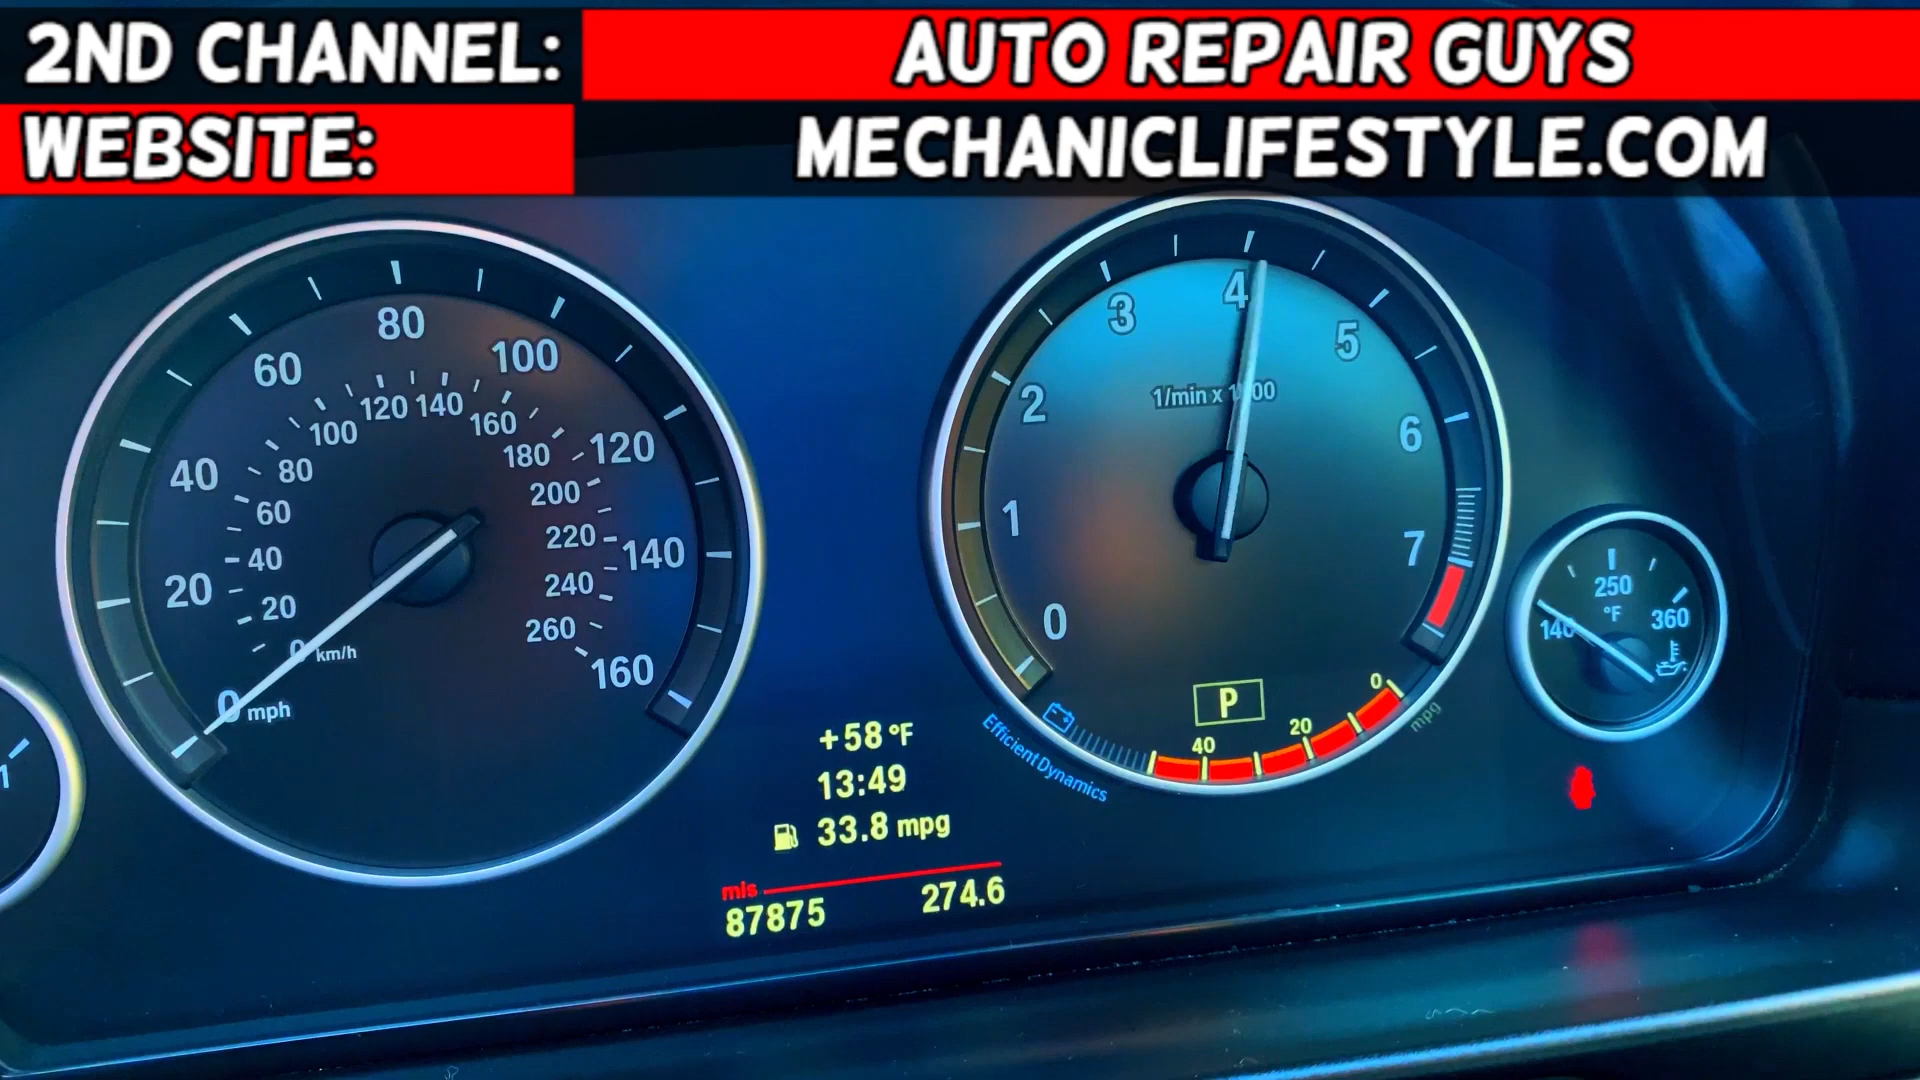 2ND CHANNEL: AUTO REPAIR GUYS
WEBSITE: MECHANICLIFESTYLE.COM
0 20 40 60 80 100 120 140 160
mph
0 20 40 60 80 100 120 140 160 180 200 220 240 260
km/h
+58 °F
13:49
33.8 mpg
mls
87875 274.6
0 1 2 3 4 5 6 7
1/min x
P
40 20 0
mpg
EfficientDynamics
140 250 360
°F
1